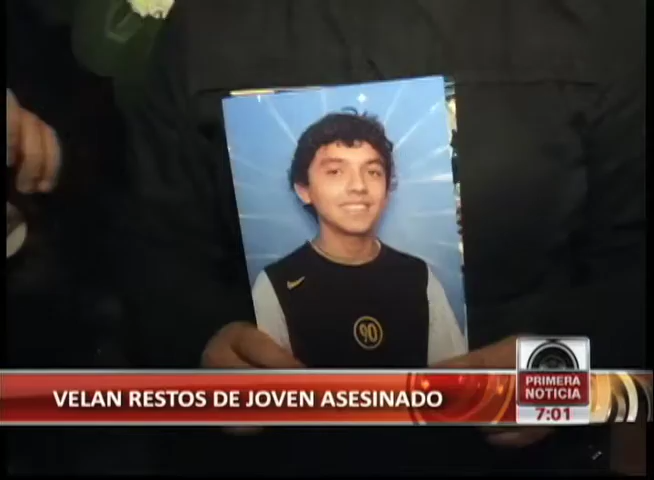 90
VELAN RESTOS DE JOVEN ASESINADO
PRIMERA
NOTICIA
7:01